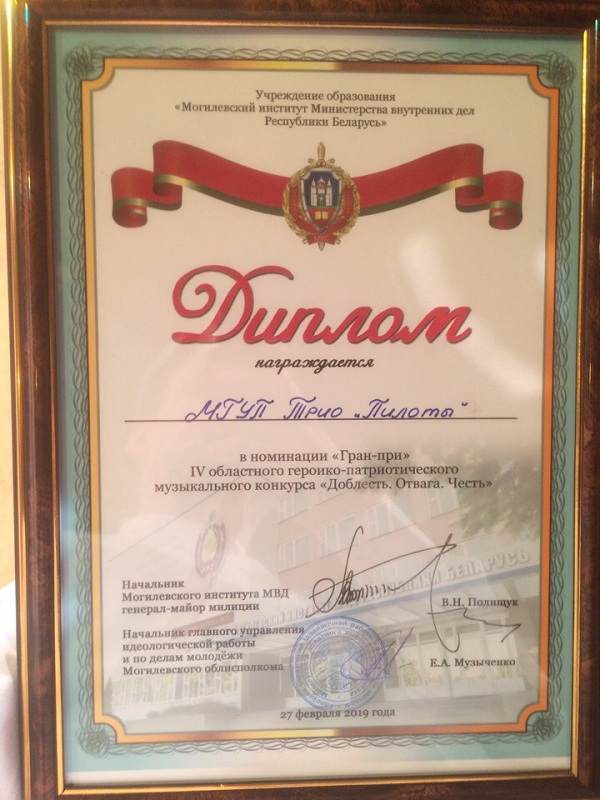 Учреждение образования
«Могилевский институт Министерства внутренних дел
Республики Беларусь»
Диплом
награждается
МГУП Трио „Пилоты"
в номинации «Гран-при»
IV областного героико-патриотического
музыкального конкурса «Доблесть. Отвага. Честь»
Начальник
Могилевского института МВД
генерал-майор милиции
В.Н. Полищук
Начальник главного управления
идеологической работы
и по делам молодёжи
Могилевского облисполкома
Е.А. Музыченко
27 февраля 2019 года